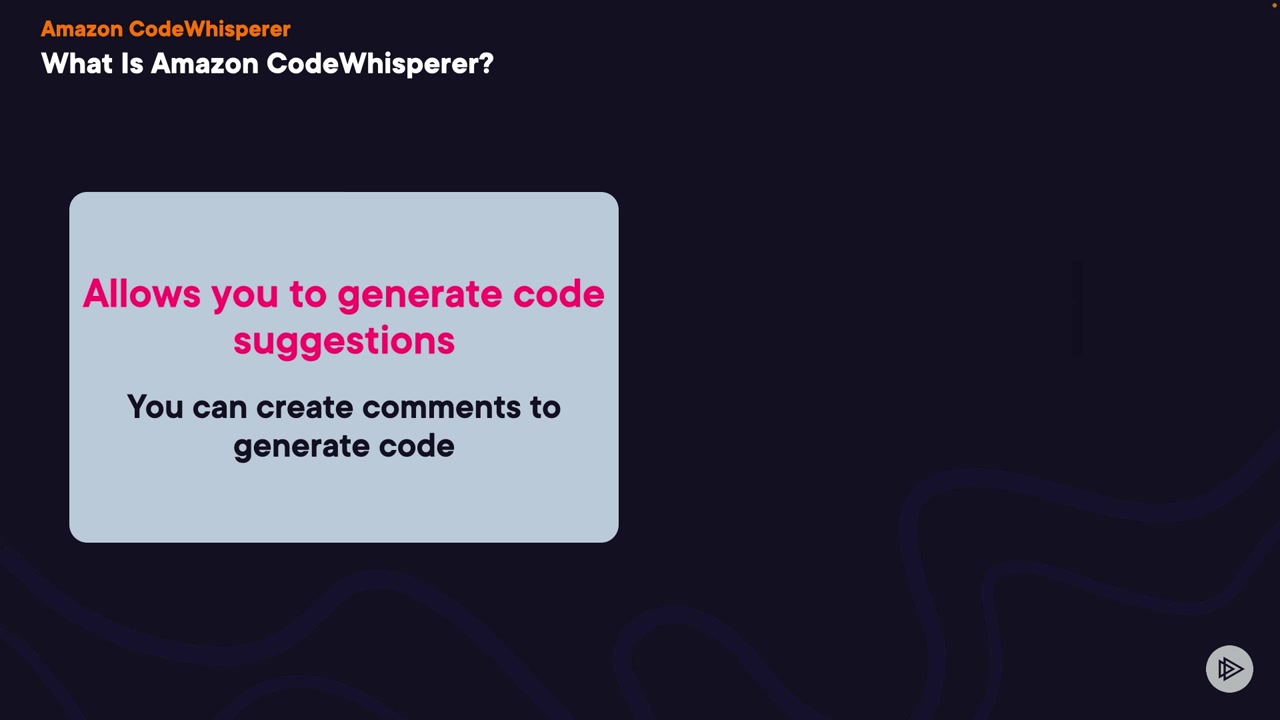 Amazon CodeWhisperer
What Is Amazon CodeWhisperer?
Allows you to generate code
suggestions
You can create comments to
generate code